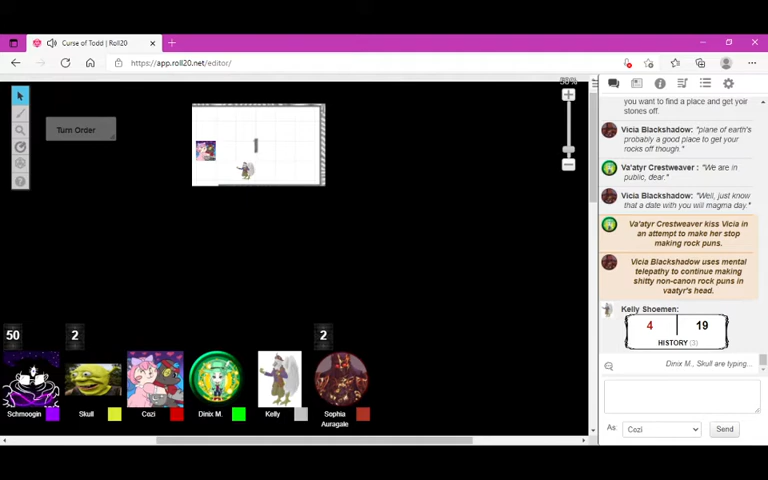 Curse of Todd | Roll20
https://app.roll20.net/editor/
Turn Order
you want to find a place and get yoir
stones off.
Vicia Blackshadow: "plane of earth's
probably a good place to get your
rocks off though."
Va'atyr Crestweaver : "We are in
public, dear."
Vicia Blackshadow: "Well, just know
that a date with you will magma day."
Va'atyr Crestweaver kiss Vicia in
an attempt to make her stop
making rock puns.
Vicia Blackshadow uses mental
telepathy to continue making
shitty non-canon rock puns in
vaatyr's head.
Kelly Shoemen:
4 19
HISTORY (3)
Dinix M., Skull are typing...
As: Cozi Send
50 2 2
Schmoogin Skull Cozi Dinix M. Kelly Sophia
Auragale